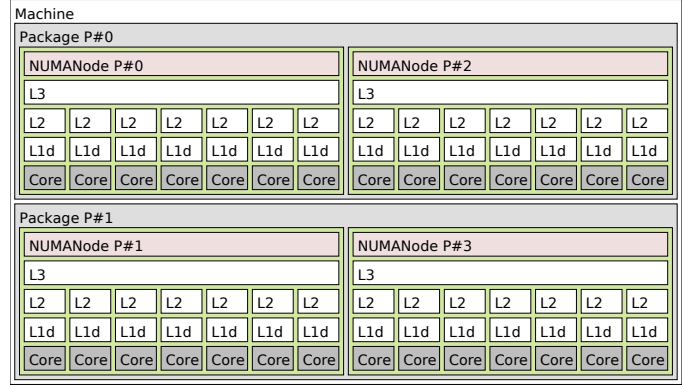 Machine
Package P#0
NUMANode P#0 NUMANode P#2
L3 L3
L2 L2 L2 L2 L2 L2 L2 L2 L2 L2 L2 L2 L2 L2
L1d L1d L1d L1d L1d L1d L1d L1d L1d L1d L1d L1d L1d L1d
Core Core Core Core Core Core Core Core Core Core Core Core Core Core
Package P#1
NUMANode P#1 NUMANode P#3
L3 L3
L2 L2 L2 L2 L2 L2 L2 L2 L2 L2 L2 L2 L2 L2
L1d L1d L1d L1d L1d L1d L1d L1d L1d L1d L1d L1d L1d L1d
Core Core Core Core Core Core Core Core Core Core Core Core Core Core